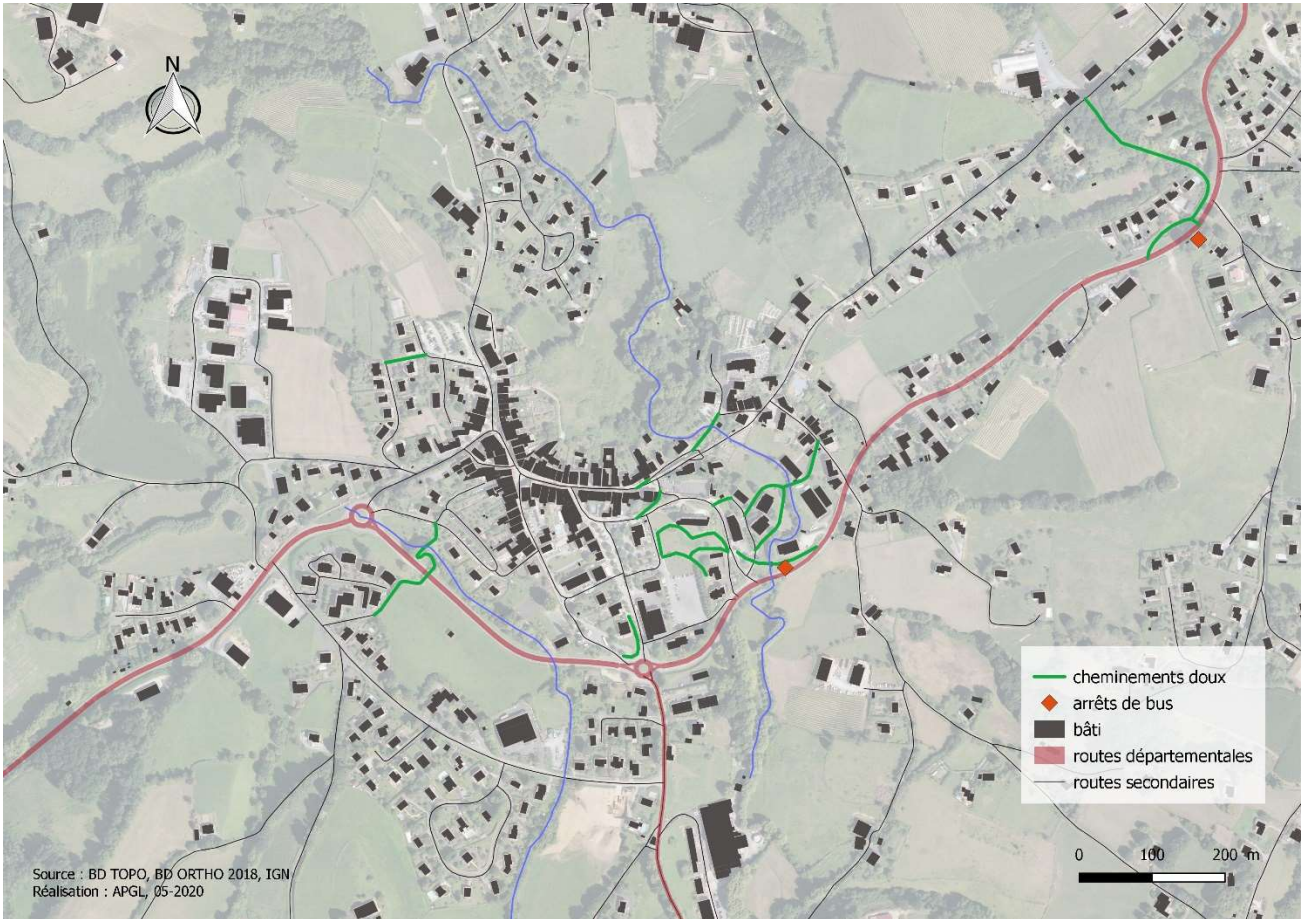 N
cheminements doux
arrêts de bus
bâti
routes départementales
routes secondaires
0 100 200 m
Source : BD TOPO, BD ORTHO 2018, IGN
Réalisation : APGL, 05-2020